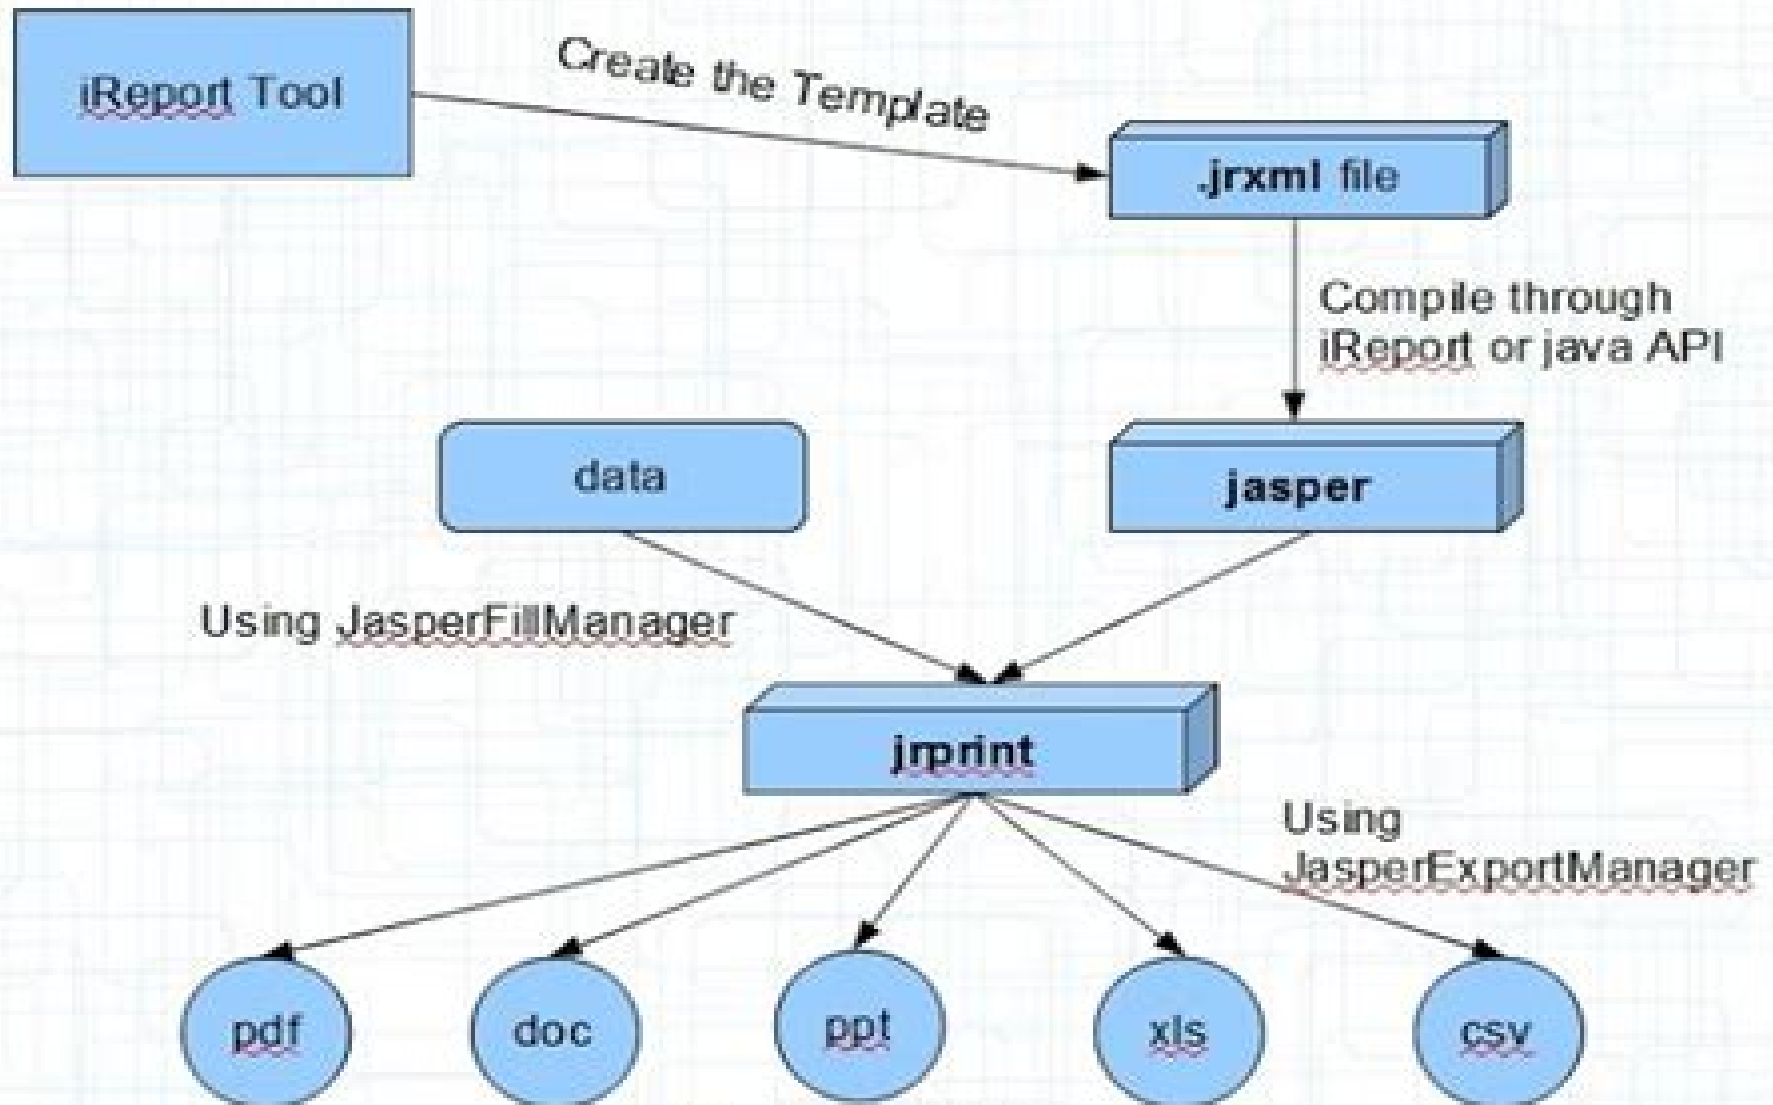 iReport Tool
Create the Template
.jrxml file
Compile through
iReport or java API
data
jasper
Using JasperFillManager
jrprint
Using
JasperExportManager
pdf
doc
ppt
xls
csv